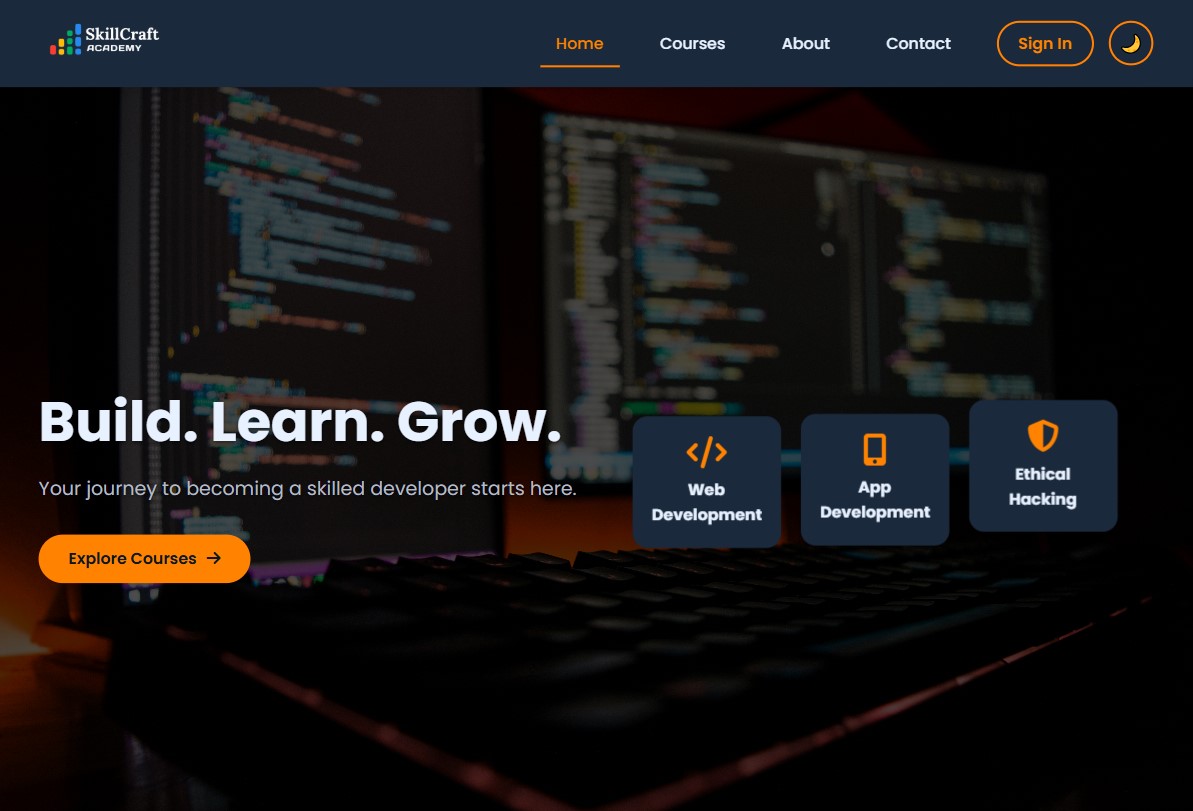 SkillCraft
ACADEMY
Home
Courses
About
Contact
Sign In
Build. Learn. Grow.
Your journey to becoming a skilled developer starts here.
Explore Courses →
Web
Development
App
Development
Ethical
Hacking